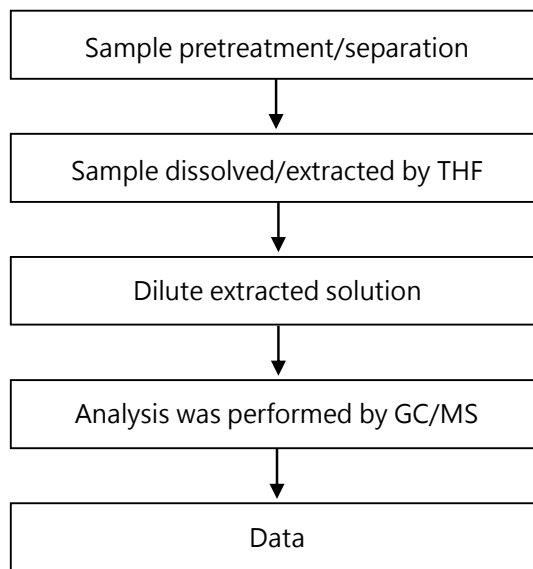 Sample pretreatment/separation
Sample dissolved/extracted by THF
Dilute extracted solution
Analysis was performed by GC/MS
Data